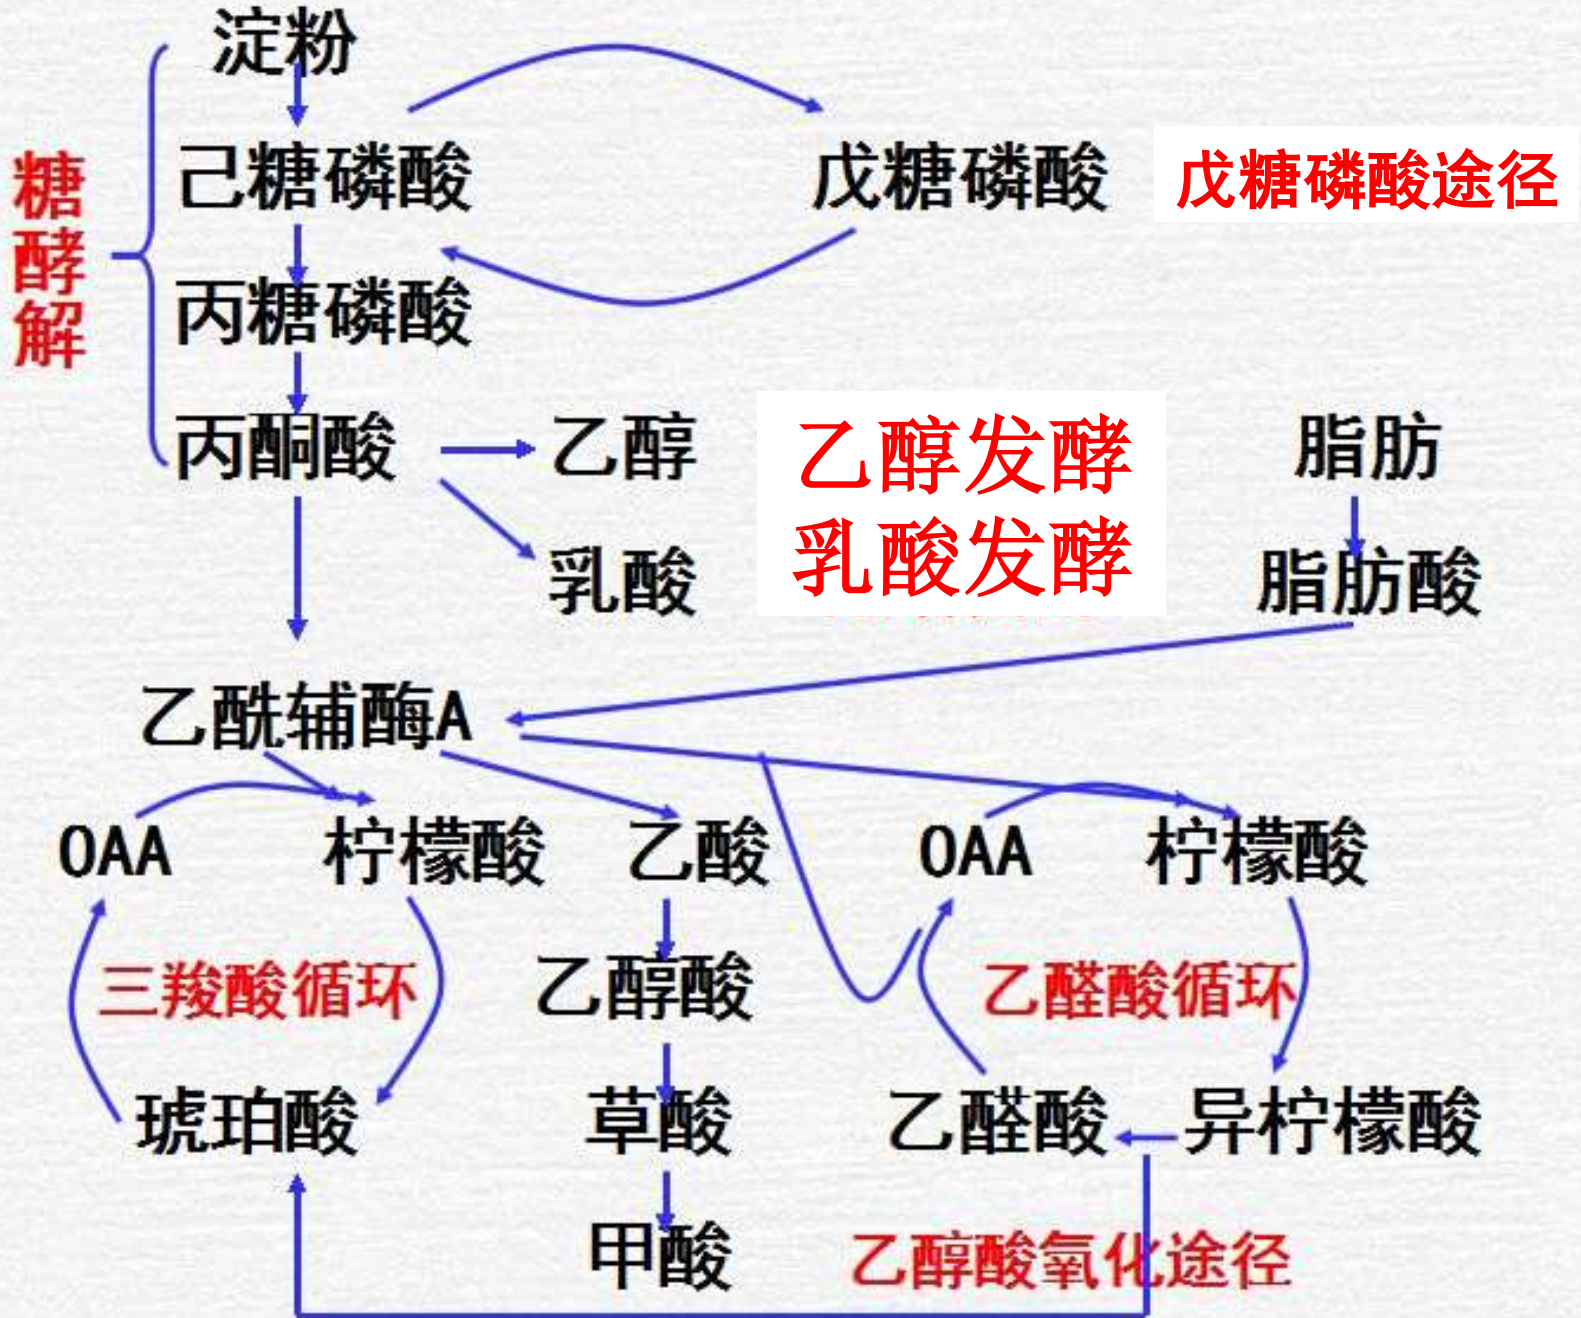 淀粉
糖酵解
己糖磷酸
戊糖磷酸
戊糖磷酸途径
丙糖磷酸
丙酮酸
乙醇
乙醇发酵
脂肪
乳酸
乳酸发酵
脂肪酸
乙酰辅酶A
OAA
柠檬酸
乙酸
OAA
柠檬酸
三羧酸循环
乙醇酸
乙醛酸循环
琥珀酸
草酸
乙醛酸
异柠檬酸
甲酸
乙醇酸氧化途径